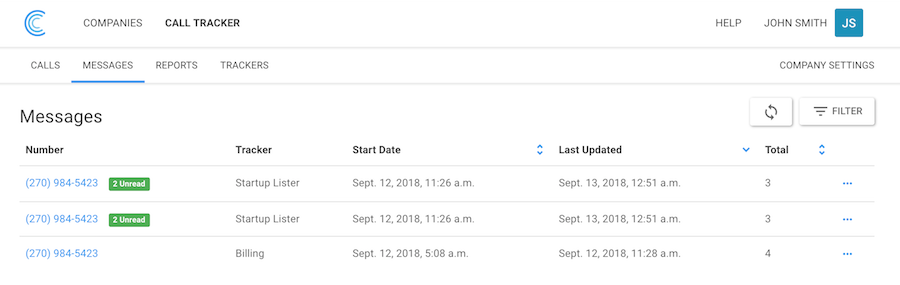 COMPANIES CALL TRACKER HELP JOHN SMITH JS
CALLS MESSAGES REPORTS TRACKERS COMPANY SETTINGS
Messages FILTER
Number Tracker Start Date Last Updated Total
(270) 984-5423 2 Unread Startup Lister Sept. 12, 2018, 11:26 a.m. Sept. 13, 2018, 12:51 a.m. 3 ...
(270) 984-5423 2 Unread Startup Lister Sept. 12, 2018, 11:26 a.m. Sept. 13, 2018, 12:51 a.m. 3 ...
(270) 984-5423 Billing Sept. 12, 2018, 5:08 a.m. Sept. 12, 2018, 11:28 a.m. 4 ...